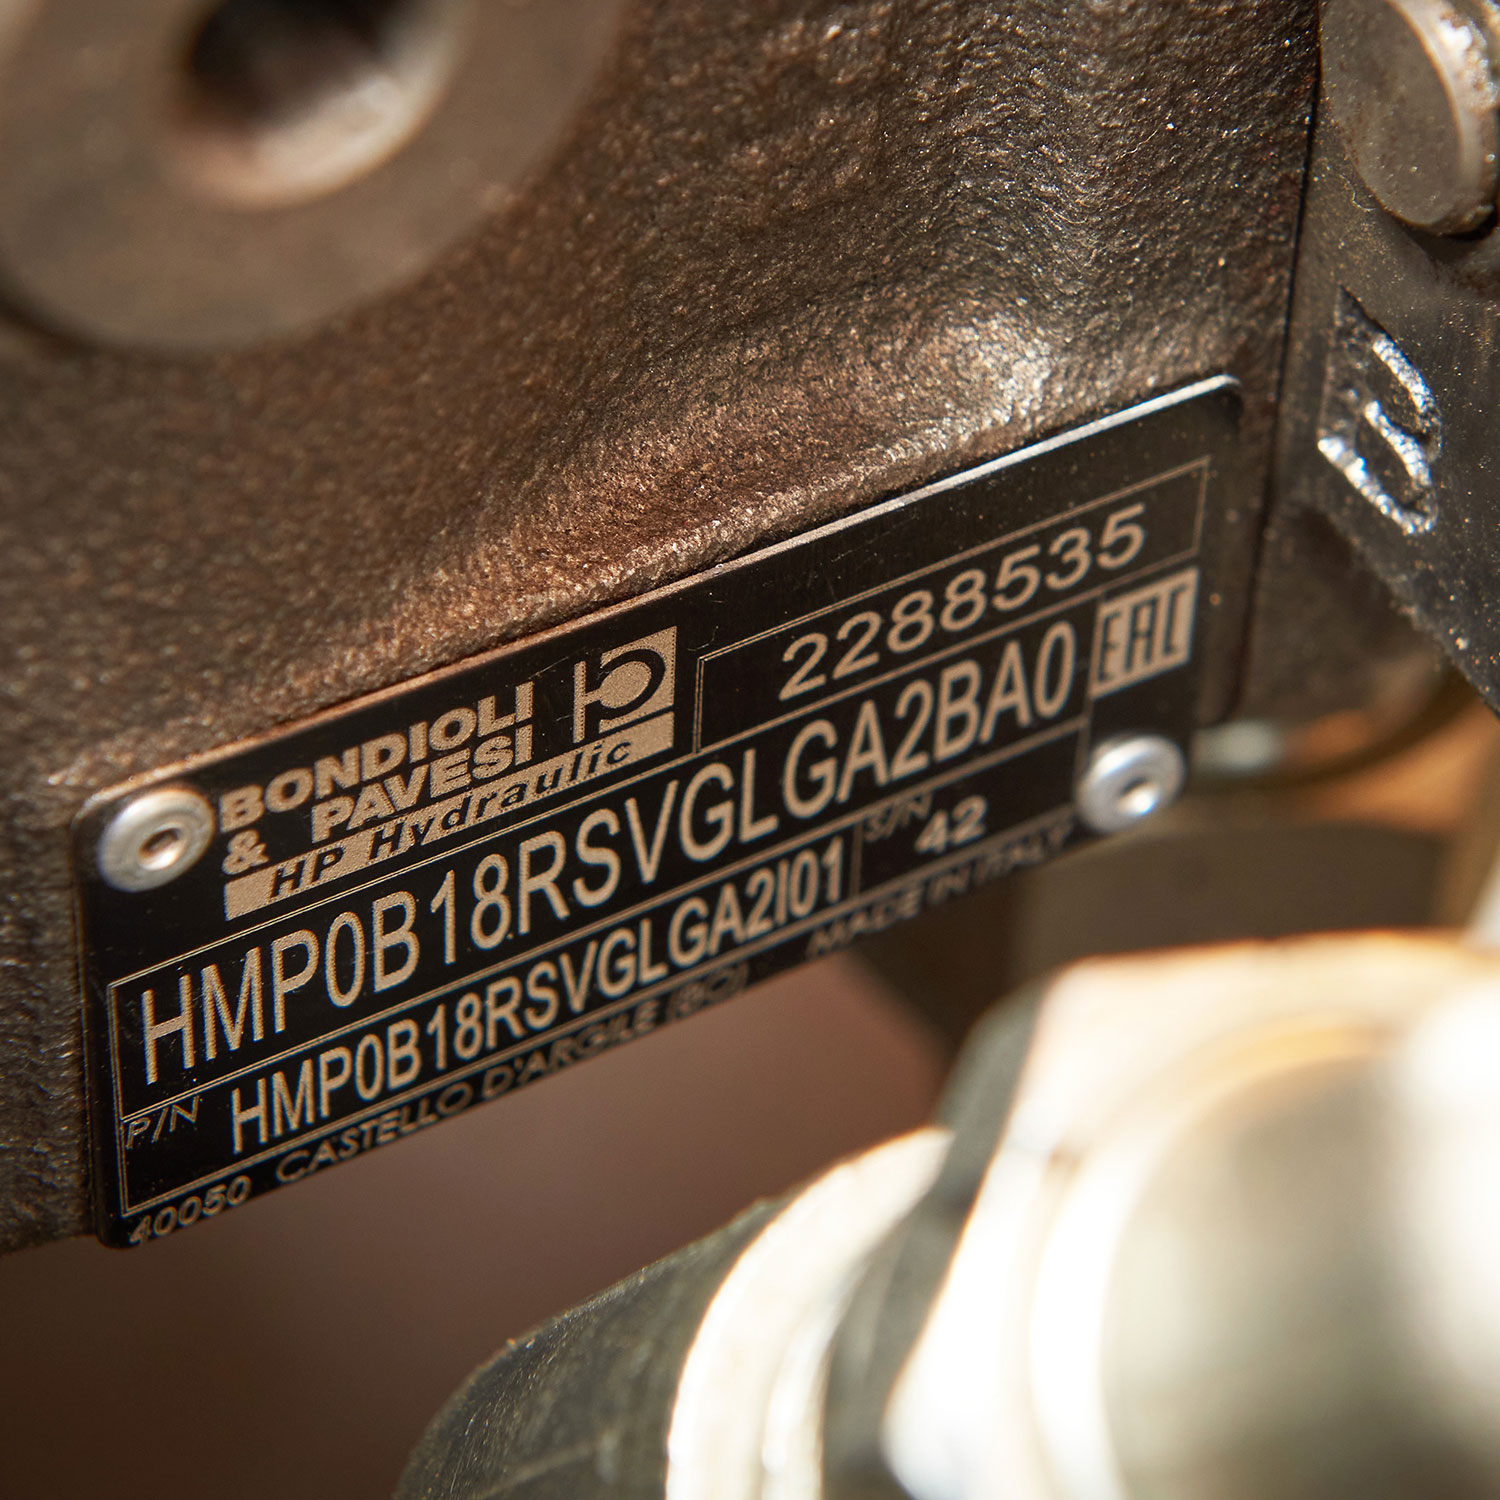 BONDIOLI
& PAVESI
HP Hydraulic
2288535
HMP0B18RSVGLGA2BA0
EAC
P/N HMP0B18RSVGLGA2I01
S/N 42
40050 CASTELLO D'ARGILE (BO) MADE IN ITALY